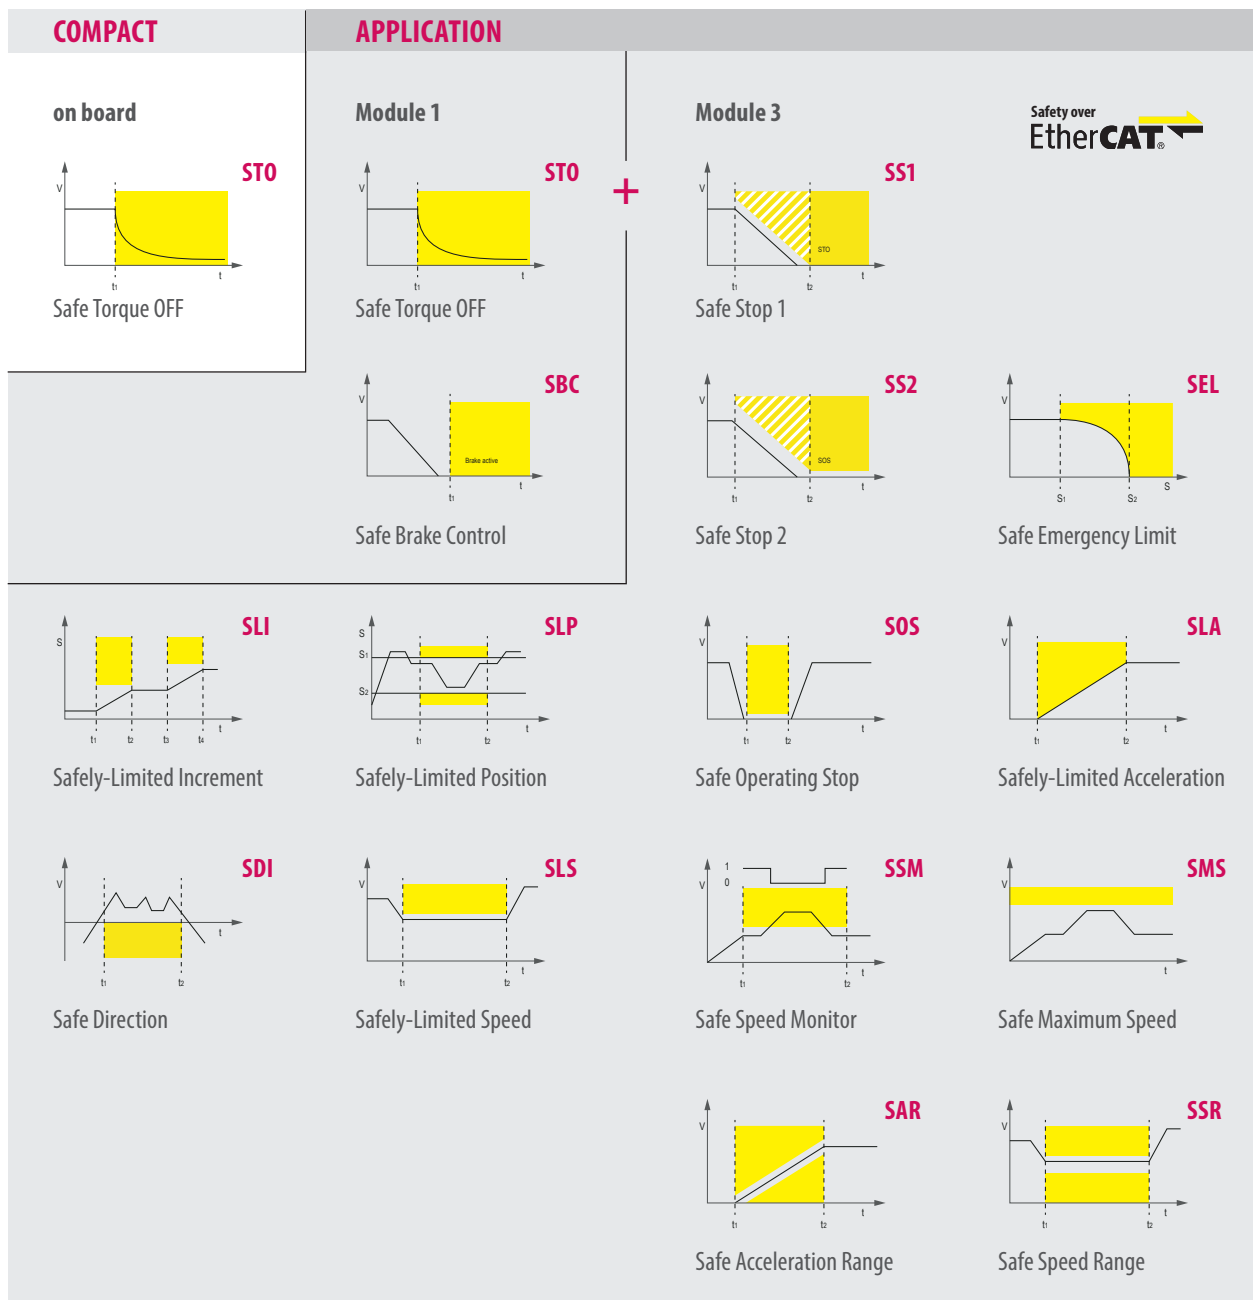 COMPACT
APPLICATION
on board
Module 1
Module 3
Safety over
EtherCAT®
STO
V
t
t1
Safe Torque OFF
STO
V
t
t1
Safe Torque OFF
+
SS1
V
STO
t
t1 t2
Safe Stop 1
SBC
V
Brake active
t
t1
Safe Brake Control
SS2
V
SOS
t
t1 t2
Safe Stop 2
SEL
V
S
S1 S2
Safe Emergency Limit
SLI
S
t
t1 t2 t3 t4
Safely-Limited Increment
SLP
S
S1
S2
t
t1 t2
Safely-Limited Position
SOS
V
t
t1 t2
Safe Operating Stop
SLA
V
t
t1 t2
Safely-Limited Acceleration
SDI
V
t
t1 t2
Safe Direction
SLS
V
t
t1 t2
Safely-Limited Speed
SSM
1
0
V
t
t1 t2
Safe Speed Monitor
SMS
V
t
Safe Maximum Speed
SAR
V
t
t1 t2
Safe Acceleration Range
SSR
V
t
t1 t2
Safe Speed Range